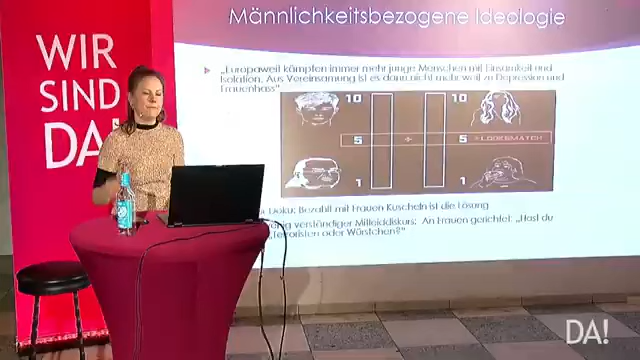 Männlichkeitsbezogene Ideologie
WIR
SIND
DA!
„Europaweit kämpfen immer mehr junge Menschen mit Einsamkeit und
Isolation. Aus Vereinsamung ist es dann nicht mehr weit zu Depression und
Frauenhass“
10 10
5 + 5 LOOKSMATCH
1 1
Doku: Bezahlt mit Frauen Kuscheln ist die Lösung
verständiger Mitleiddiskurs: An Frauen gerichtet: „Hast du
Terroristen oder Würstchen?“
DA!